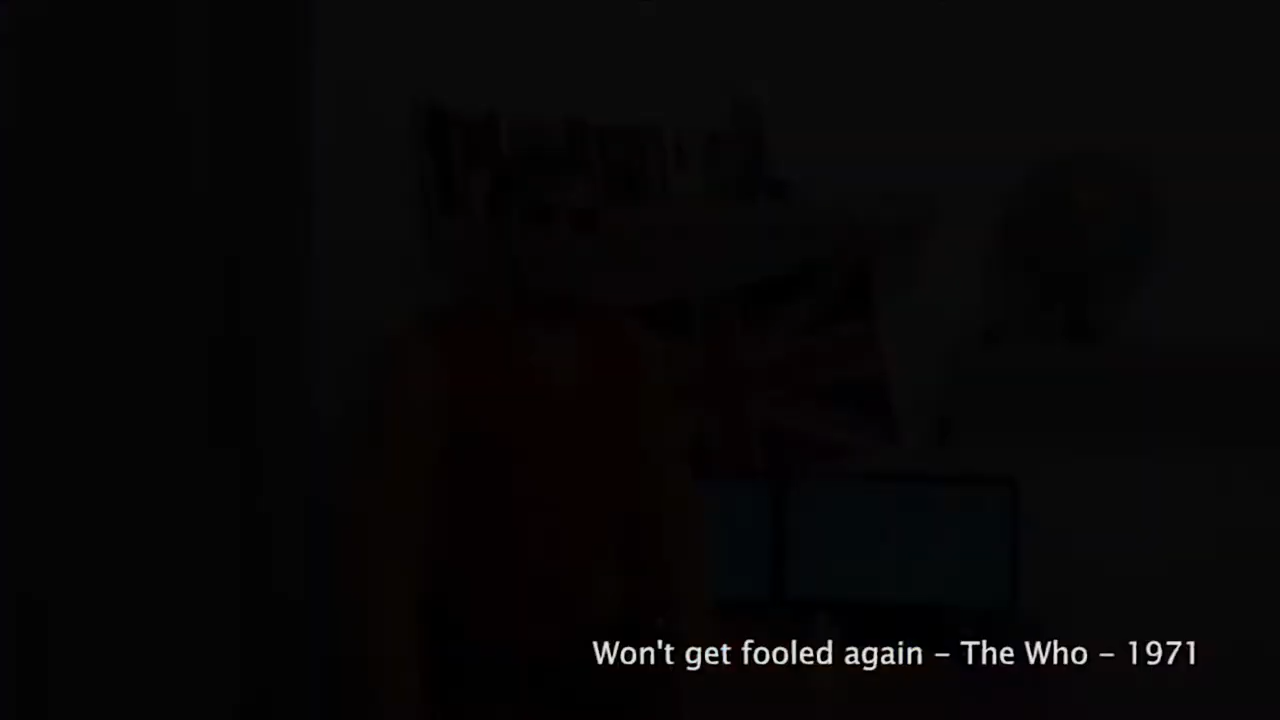 Won't get fooled again – The Who – 1971